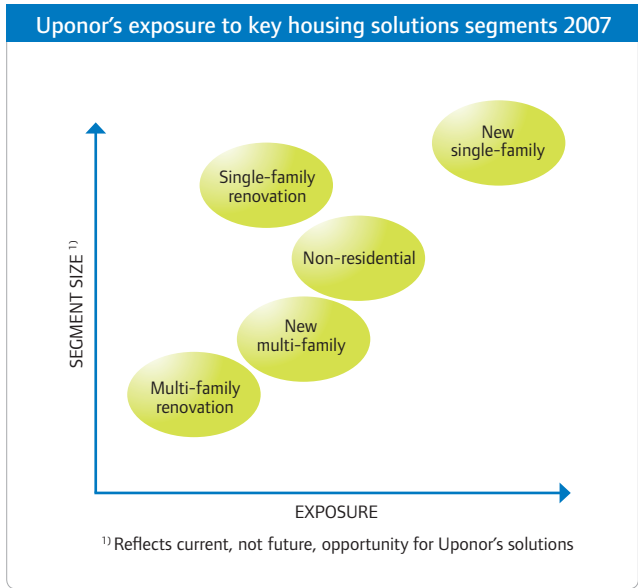 Uponor’s exposure to key housing solutions segments 2007
New
single-family
Single-family
renovation
Non-residential
New
multi-family
Multi-family
renovation
SEGMENT SIZE 1)
EXPOSURE
1) Reflects current, not future, opportunity for Uponor’s solutions